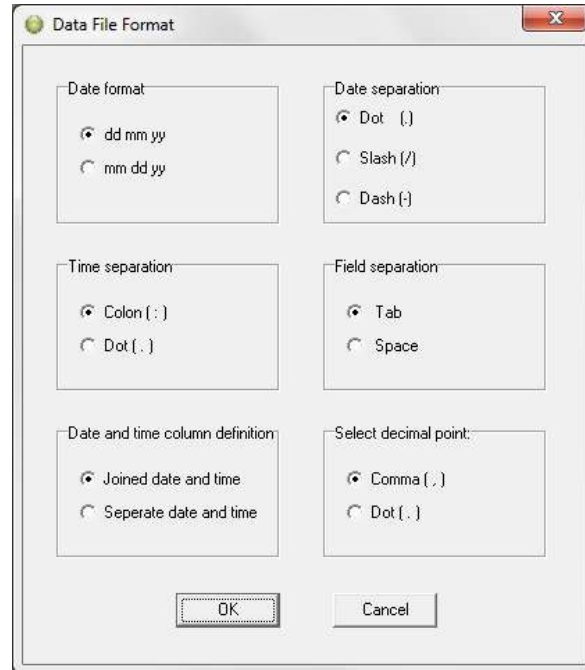 Data File Format
Date format
dd mm yy
mm dd yy
Date separation
Dot (.)
Slash (/)
Dash (-)
Time separation
Colon ( : )
Dot ( . )
Field separation
Tab
Space
Date and time column definition
Joined date and time
Seperate date and time
Select decimal point:
Comma ( , )
Dot ( . )
OK
Cancel